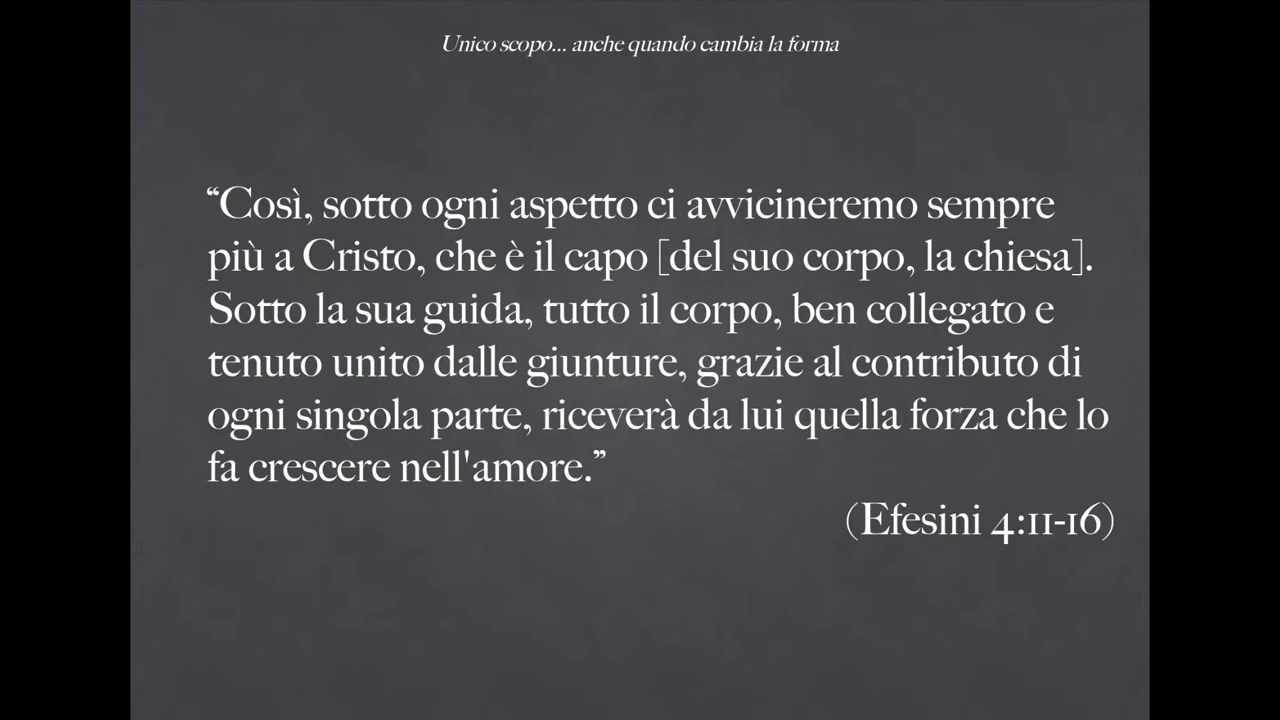 Unico scopo... anche quando cambia la forma
“Così, sotto ogni aspetto ci avvicineremo sempre
più a Cristo, che è il capo [del suo corpo, la chiesa].
Sotto la sua guida, tutto il corpo, ben collegato e
tenuto unito dalle giunture, grazie al contributo di
ogni singola parte, riceverà da lui quella forza che lo
fa crescere nell'amore.”
(Efesini 4:11-16)